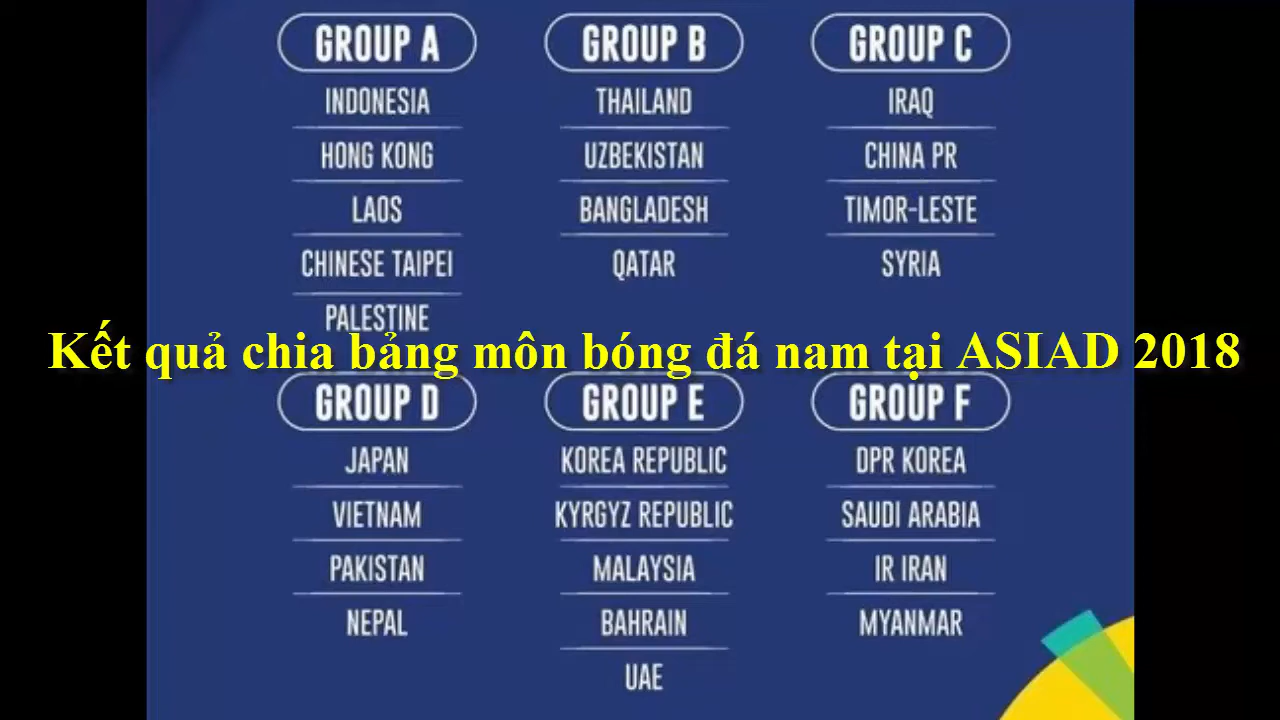 GROUP A
INDONESIA
HONG KONG
LAOS
CHINESE TAIPEI
PALESTINE
GROUP B
THAILAND
UZBEKISTAN
BANGLADESH
QATAR
GROUP C
IRAQ
CHINA PR
TIMOR-LESTE
SYRIA
Kết quả chia bảng môn bóng đá nam tại ASIAD 2018
GROUP D
JAPAN
VIETNAM
PAKISTAN
NEPAL
GROUP E
KOREA REPUBLIC
KYRGYZ REPUBLIC
MALAYSIA
BAHRAIN
UAE
GROUP F
DPR KOREA
SAUDI ARABIA
IR IRAN
MYANMAR